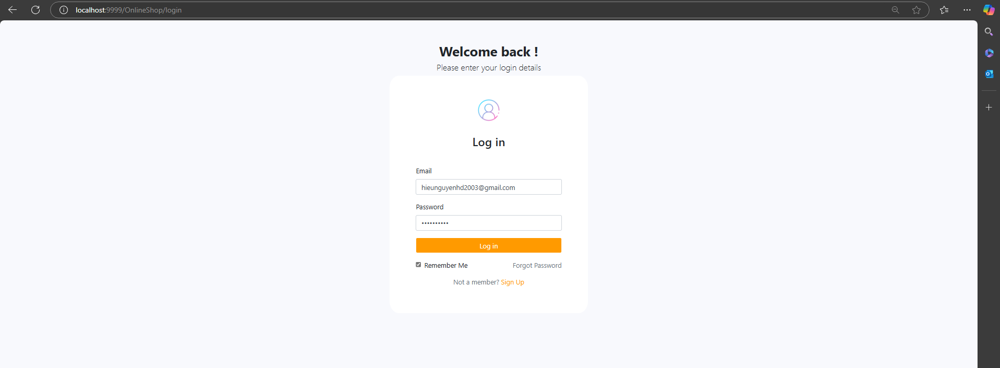 localhost:9999/OnlineShop/login
Welcome back !
Please enter your login details
Log in
Email
hieunguyenhd2003@gmail.com
Password
••••••••••
Log in
Remember Me
Forgot Password
Not a member? Sign Up